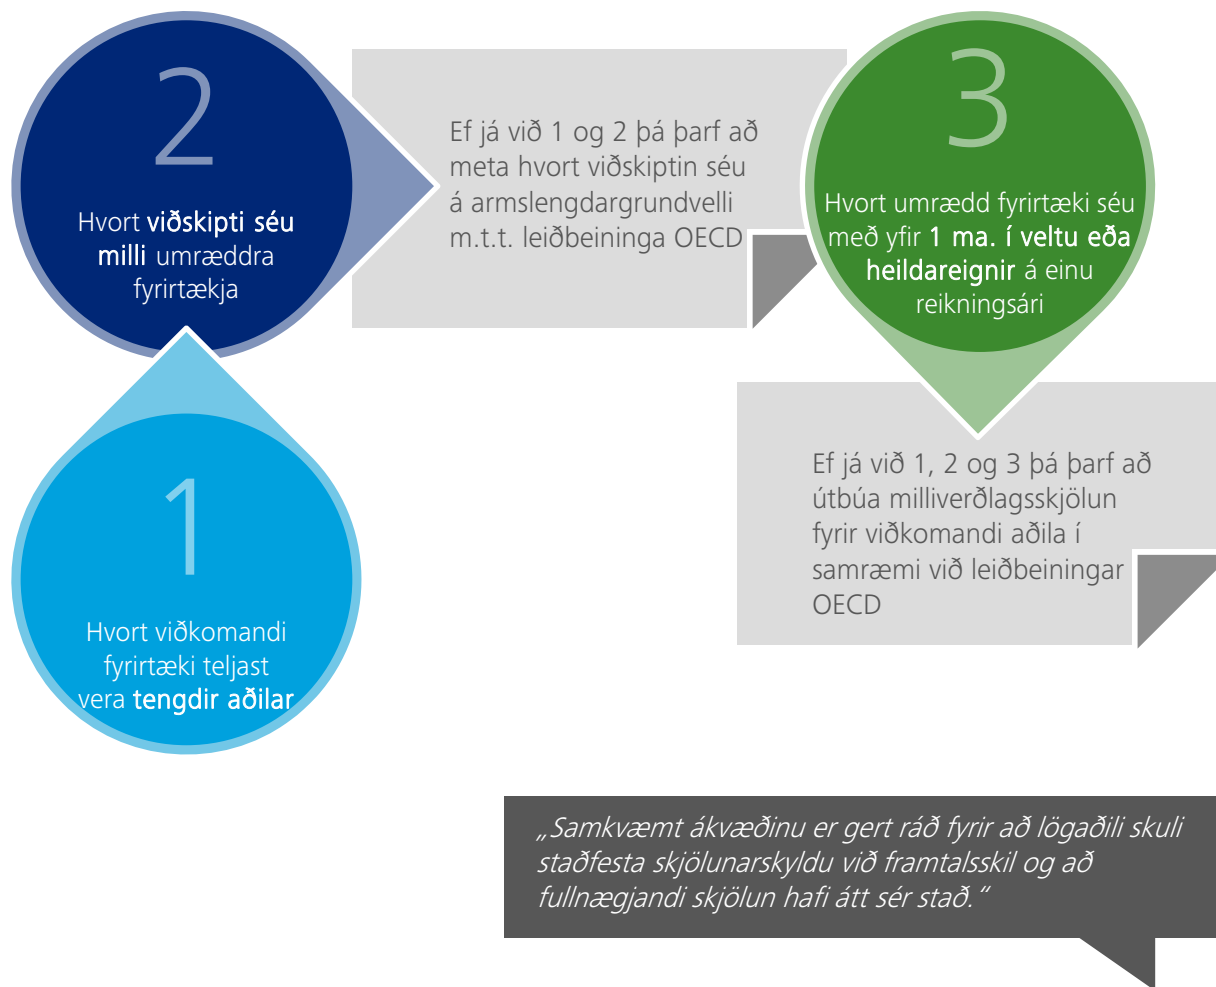 2
Hvort viðskipti séu
milli umræddra
fyrirtækja
Ef já við 1 og 2 þá þarf að
meta hvort viðskiptin séu
á armslengdargrundvelli
m.t.t. leiðbeininga OECD
3
Hvort umrædd fyrirtæki séu
með yfir 1 ma. í veltu eða
heildareignir á einu
reikningsári
1
Hvort viðkomandi
fyrirtæki teljast
vera tengdir aðilar
Ef já við 1, 2 og 3 þá þarf að
útbúa milliverðlagsskjölun
fyrir viðkomandi aðila í
samræmi við leiðbeiningar
OECD
„Samkvæmt ákvæðinu er gert ráð fyrir að lögaðili skuli
staðfesta skjölunarskyldu við framtalsskil og að
fullnægjandi skjölun hafi átt sér stað.“